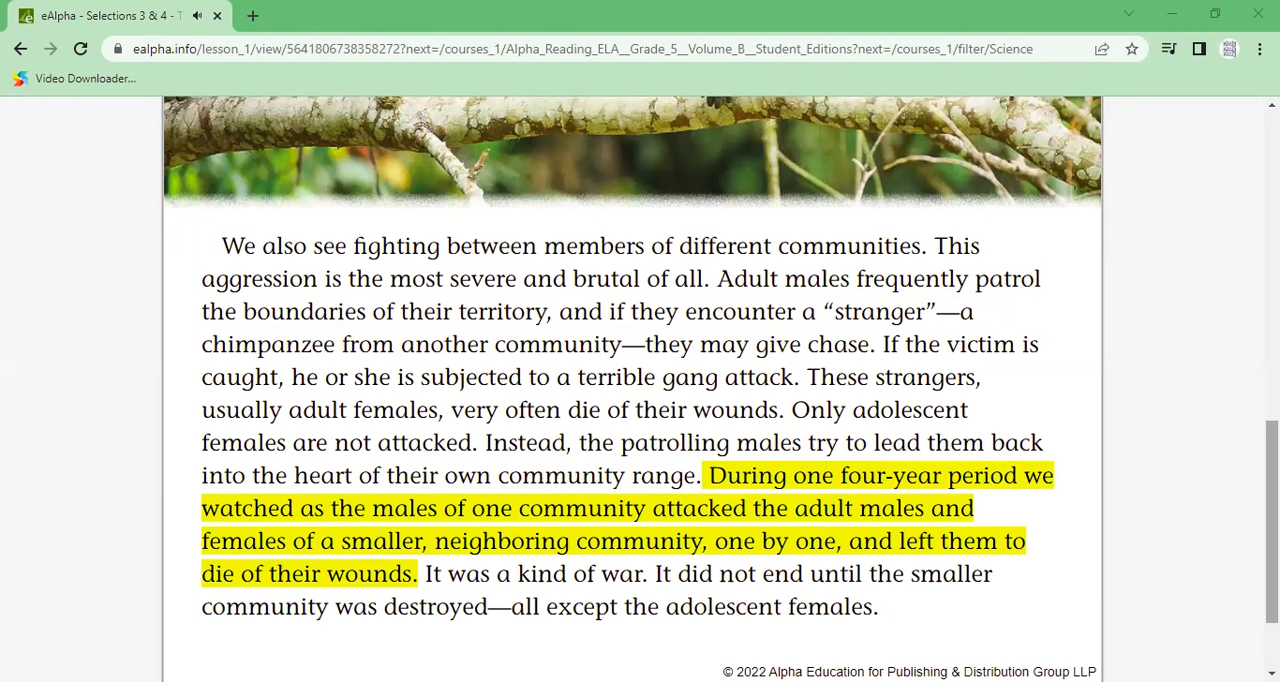 eAlpha - Selections 3 & 4 - T
ealpha.info/lesson_1/view/5641806738358272?next=/courses_1/Alpha_Reading_ELA__Grade_5__Volume_B__Student_Editions?next=/courses_1/filter/Science
Video Downloader...
We also see fighting between members of different communities. This
aggression is the most severe and brutal of all. Adult males frequently patrol
the boundaries of their territory, and if they encounter a “stranger”—a
chimpanzee from another community—they may give chase. If the victim is
caught, he or she is subjected to a terrible gang attack. These strangers,
usually adult females, very often die of their wounds. Only adolescent
females are not attacked. Instead, the patrolling males try to lead them back
into the heart of their own community range. During one four-year period we
watched as the males of one community attacked the adult males and
females of a smaller, neighboring community, one by one, and left them to
die of their wounds. It was a kind of war. It did not end until the smaller
community was destroyed—all except the adolescent females.
© 2022 Alpha Education for Publishing & Distribution Group LLP